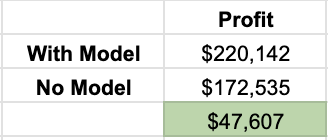 Profit
With Model $220,142
No Model $172,535
$47,607